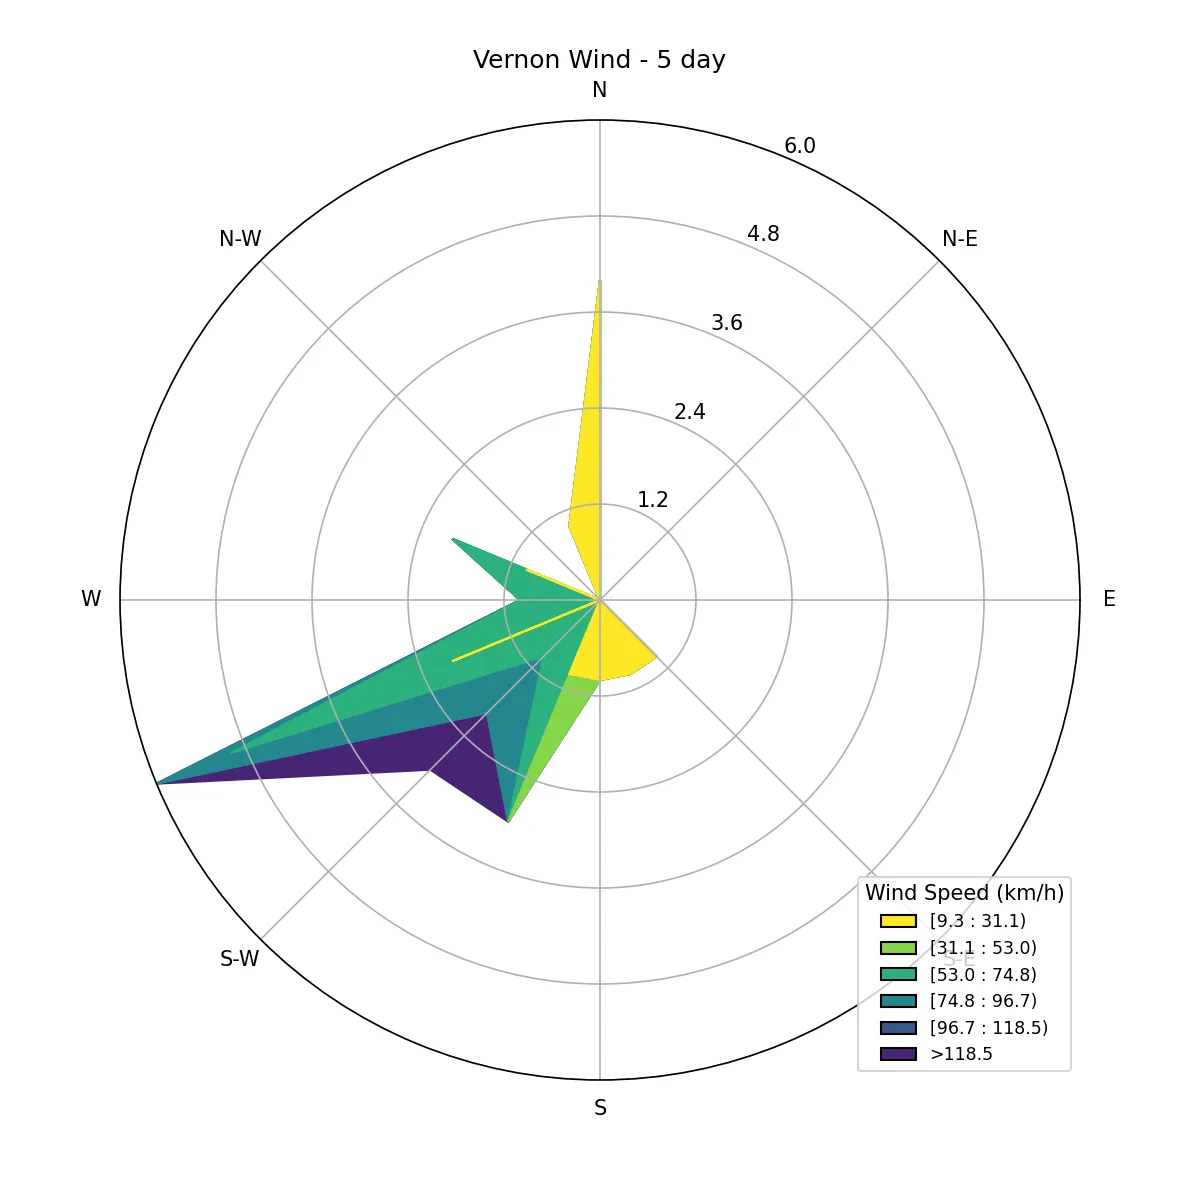 Vernon Wind - 5 day
N
6.0
N-W
4.8
N-E
3.6
2.4
1.2
W
E
S-W
S-E
S
Wind Speed (km/h)
[9.3 : 31.1)
[31.1 : 53.0)
[53.0 : 74.8)
[74.8 : 96.7)
[96.7 : 118.5)
>118.5